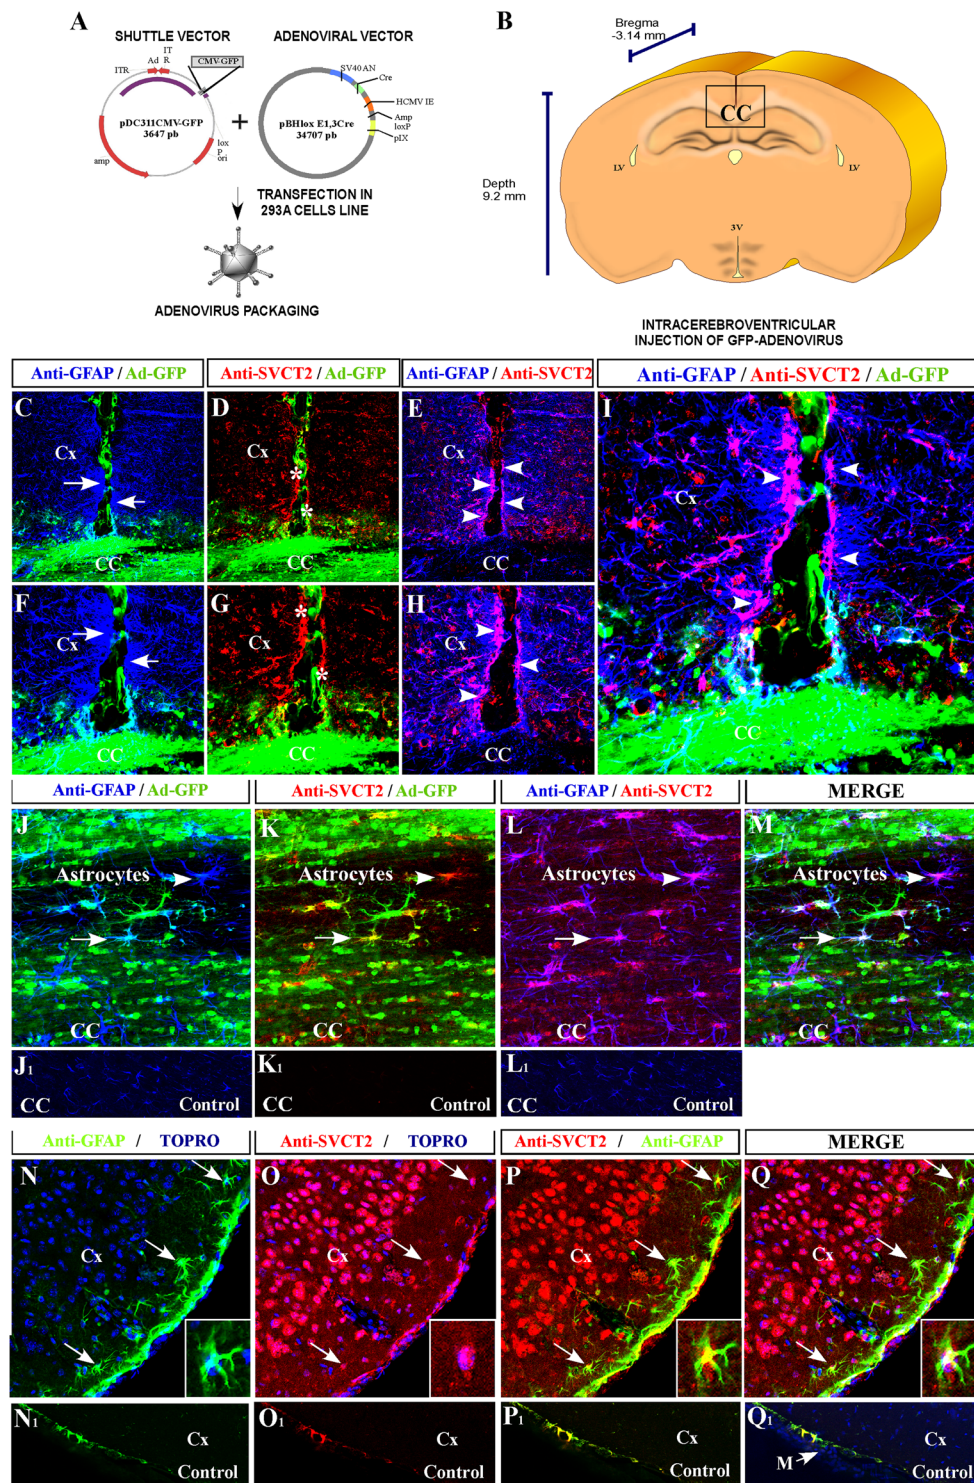 A
SHUTTLE VECTOR
ADENOVIRAL VECTOR
IT
Ad R
ITR
CMV-GFP
pDC311CMV-GFP
3647 pb
amp
lox
P
ori
+
SV40 AN
Cre
HCMV IE
Amp
loxP
pIX
pBHlox E1,3Cre
34707 pb
TRANSFECTION IN
293A CELLS LINE
ADENOVIRUS PACKAGING
B
Bregma
-3.14 mm
CC
LV
LV
Depth
9.2 mm
3V
INTRACEREBROVENTRICULAR
INJECTION OF GFP-ADENOVIRUS
Anti-GFAP / Ad-GFP
Anti-SVCT2 / Ad-GFP
Anti-GFAP / Anti-SVCT2
Anti-GFAP / Anti-SVCT2 / Ad-GFP
C
Cx
CC
D
Cx
*
*
CC
E
Cx
CC
I
Cx
CC
F
Cx
CC
G
*
Cx
*
CC
H
Cx
CC
Anti-GFAP / Ad-GFP
Anti-SVCT2 / Ad-GFP
Anti-GFAP / Anti-SVCT2
MERGE
J
Astrocytes
CC
K
Astrocytes
CC
L
Astrocytes
CC
M
Astrocytes
CC
J1
CC
Control
K1
CC
Control
L1
CC
Control
Anti-GFAP / TOPRO
Anti-SVCT2 / TOPRO
Anti-SVCT2 / Anti-GFAP
MERGE
N
Cx
O
Cx
P
Cx
Q
Cx
N1
Cx
Control
O1
Cx
Control
P1
Cx
Control
Q1
Cx
M
Control